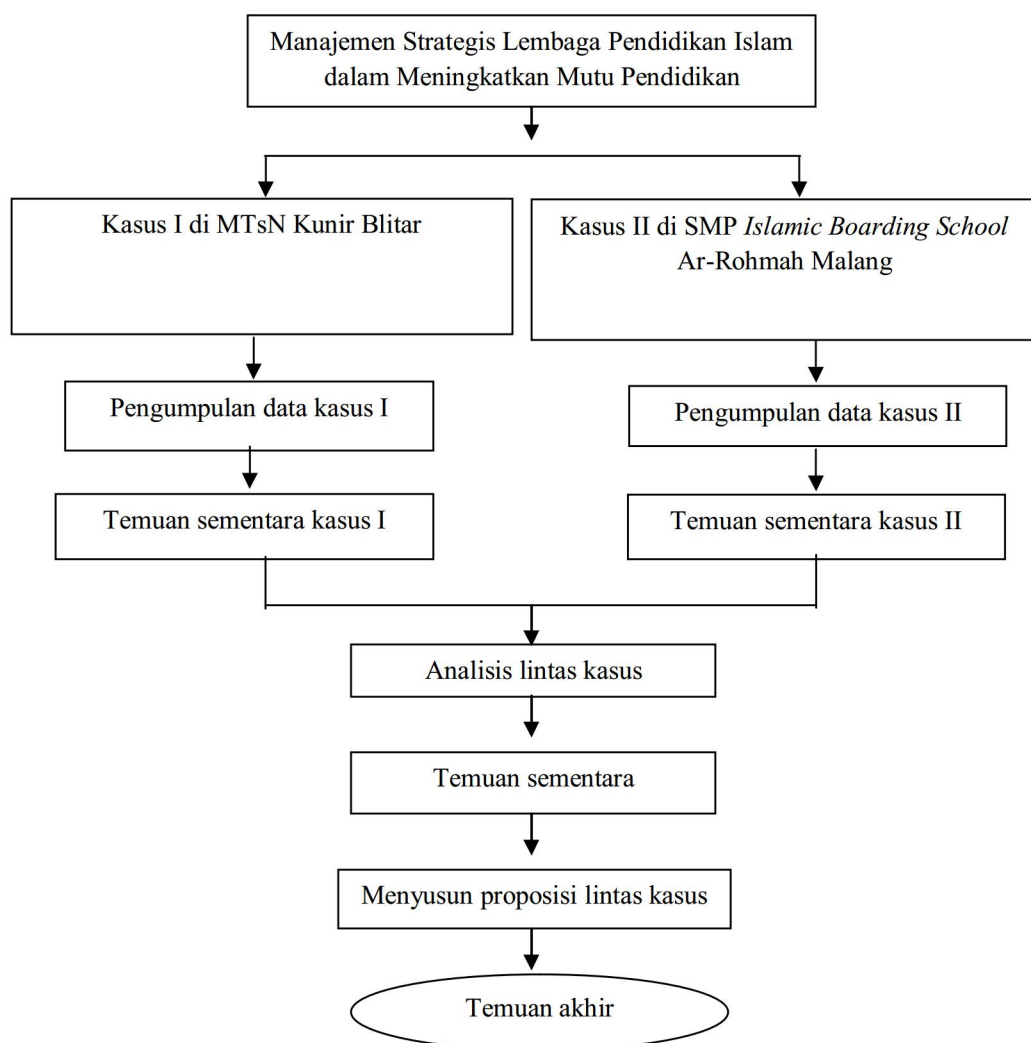 Manajemen Strategis Lembaga Pendidikan Islam
dalam Meningkatkan Mutu Pendidikan
Kasus I di MTsN Kunir Blitar
Kasus II di SMP Islamic Boarding School
Ar-Rohmah Malang
Pengumpulan data kasus I
Pengumpulan data kasus II
Temuan sementara kasus I
Temuan sementara kasus II
Analisis lintas kasus
Temuan sementara
Menyusun proposisi lintas kasus
Temuan akhir